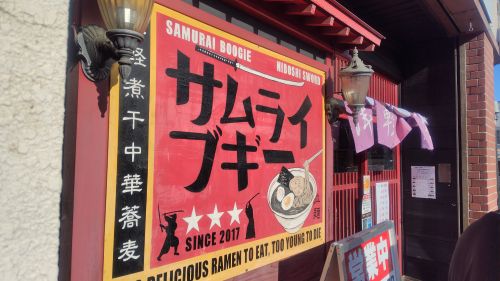 SAMURAI BOOGIE
NIBOSHI SWORD
サムライ
ブギー
煮干中華蕎麦
SINCE 2017
DELICIOUS RAMEN TO EAT, TOO YOUNG TO DIE
営業中